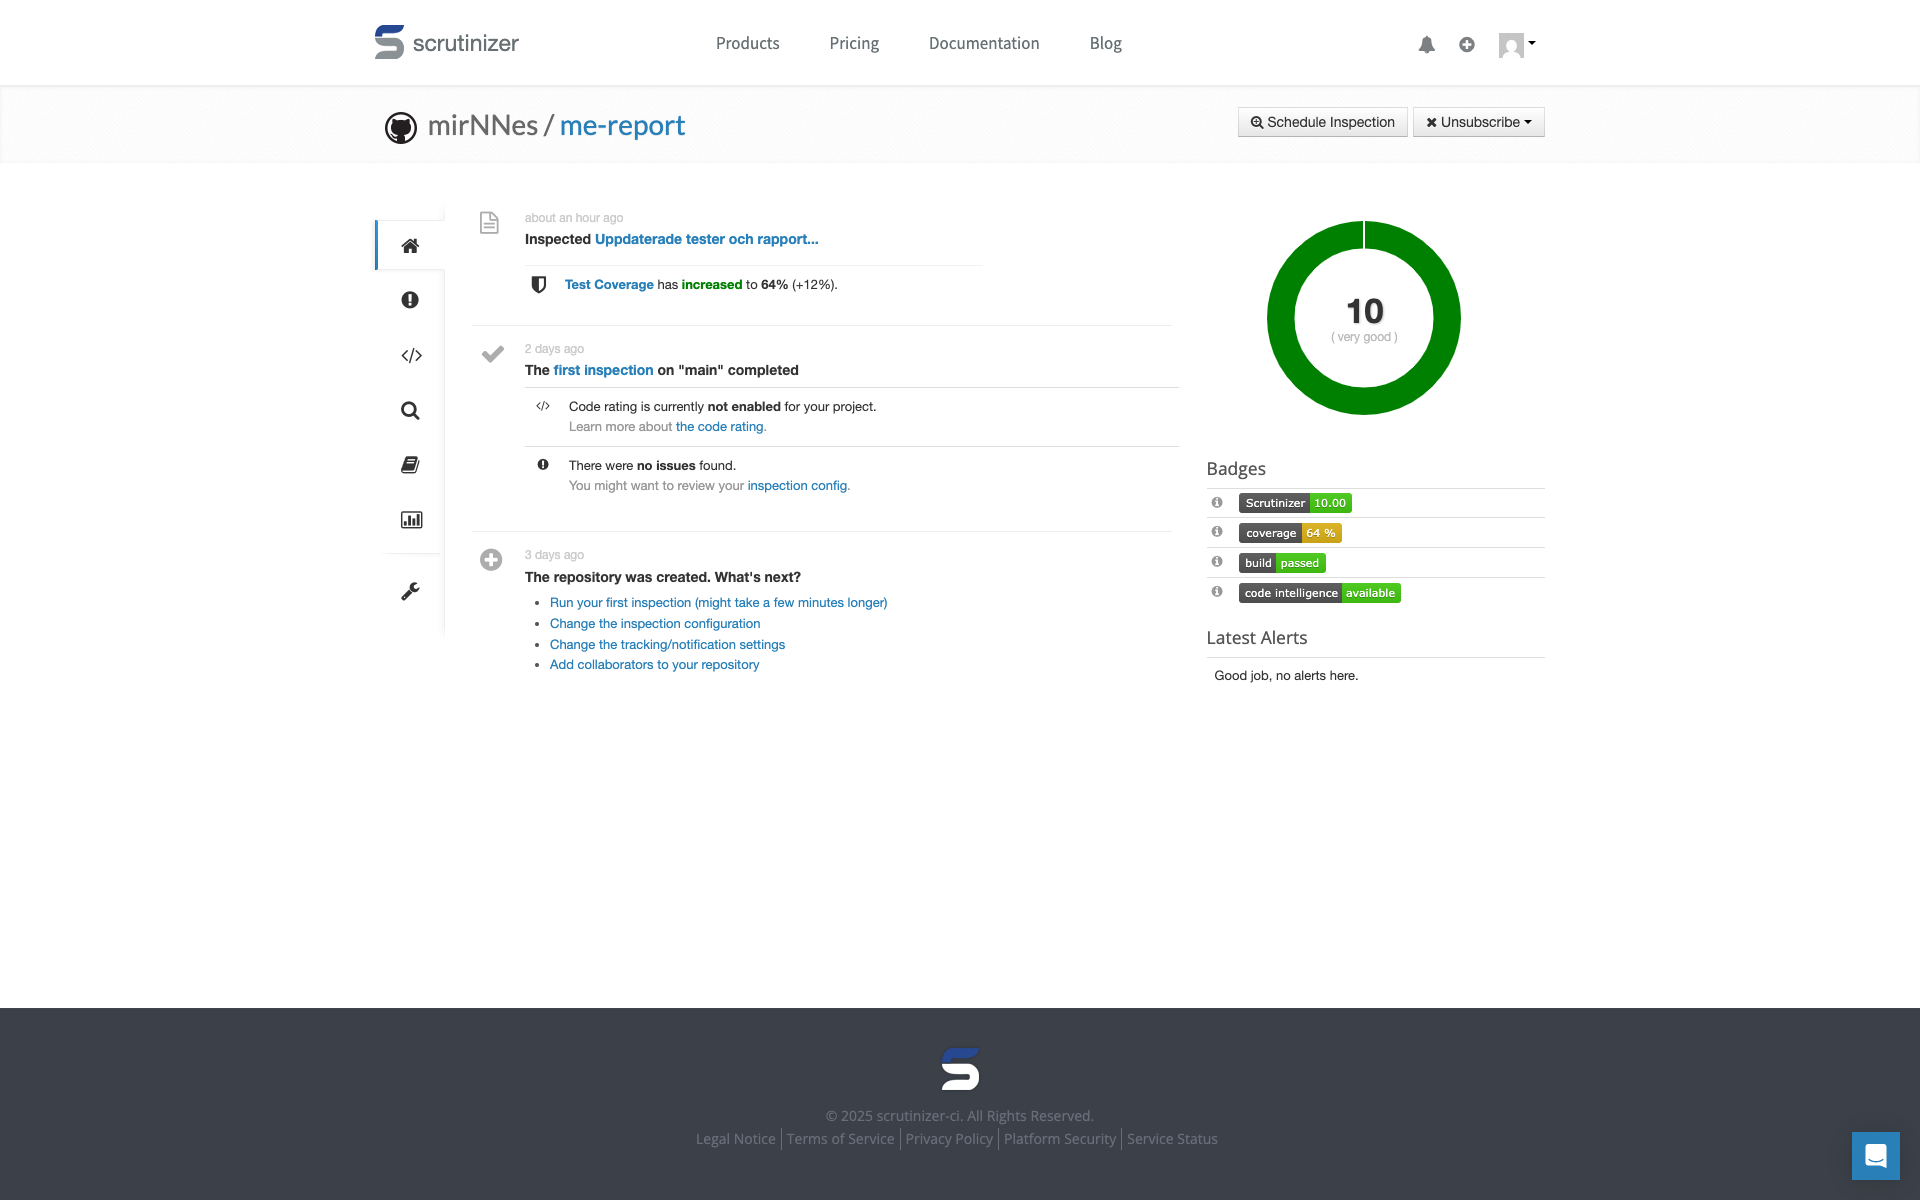 scrutinizer
Products Pricing Documentation Blog
mirNNes / me-report
Schedule Inspection Unsubscribe
about an hour ago
Inspected Uppdaterade tester och rapport...
Test Coverage has increased to 64% (+12%).
2 days ago
The first inspection on "main" completed
Code rating is currently not enabled for your project.
Learn more about the code rating.
There were no issues found.
You might want to review your inspection config.
3 days ago
The repository was created. What's next?
Run your first inspection (might take a few minutes longer)
Change the inspection configuration
Change the tracking/notification settings
Add collaborators to your repository
10
( very good )
Badges
Scrutinizer 10.00
coverage 64 %
build passed
code intelligence available
Latest Alerts
Good job, no alerts here.
© 2025 scrutinizer-ci. All Rights Reserved.
Legal Notice Terms of Service Privacy Policy Platform Security Service Status